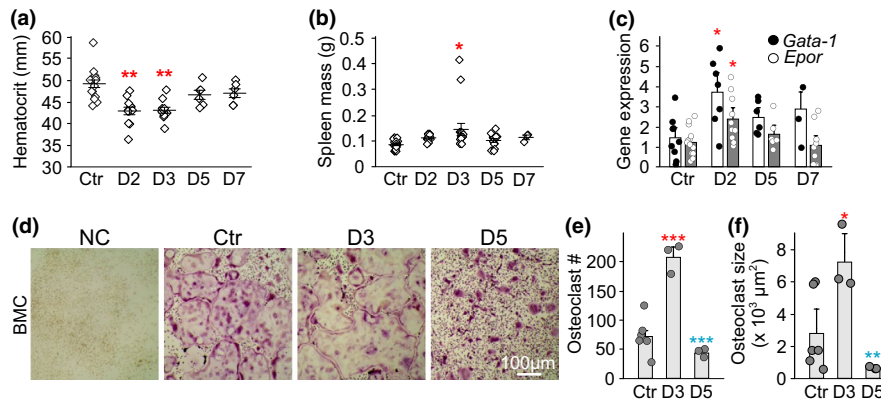 (a)
Hematocrit (mm)
60
55
50
45
40
35
30
** **
Ctr D2 D3 D5 D7
(b)
Spleen mass (g)
0.5
0.4
0.3
0.2
0.1
0
*
Ctr D2 D3 D5 D7
(c)
Gene expression
7
6
5
4
3
2
1
0
* *
Gata-1
Epor
Ctr D2 D5 D7
(d)
NC Ctr D3 D5
BMC
100µm
(e)
Osteoclast #
200
150
100
50
0
*** ***
Ctr D3 D5
(f)
Osteoclast size
(x 10³ µm²)
8
6
4
2
0
* **
Ctr D3 D5